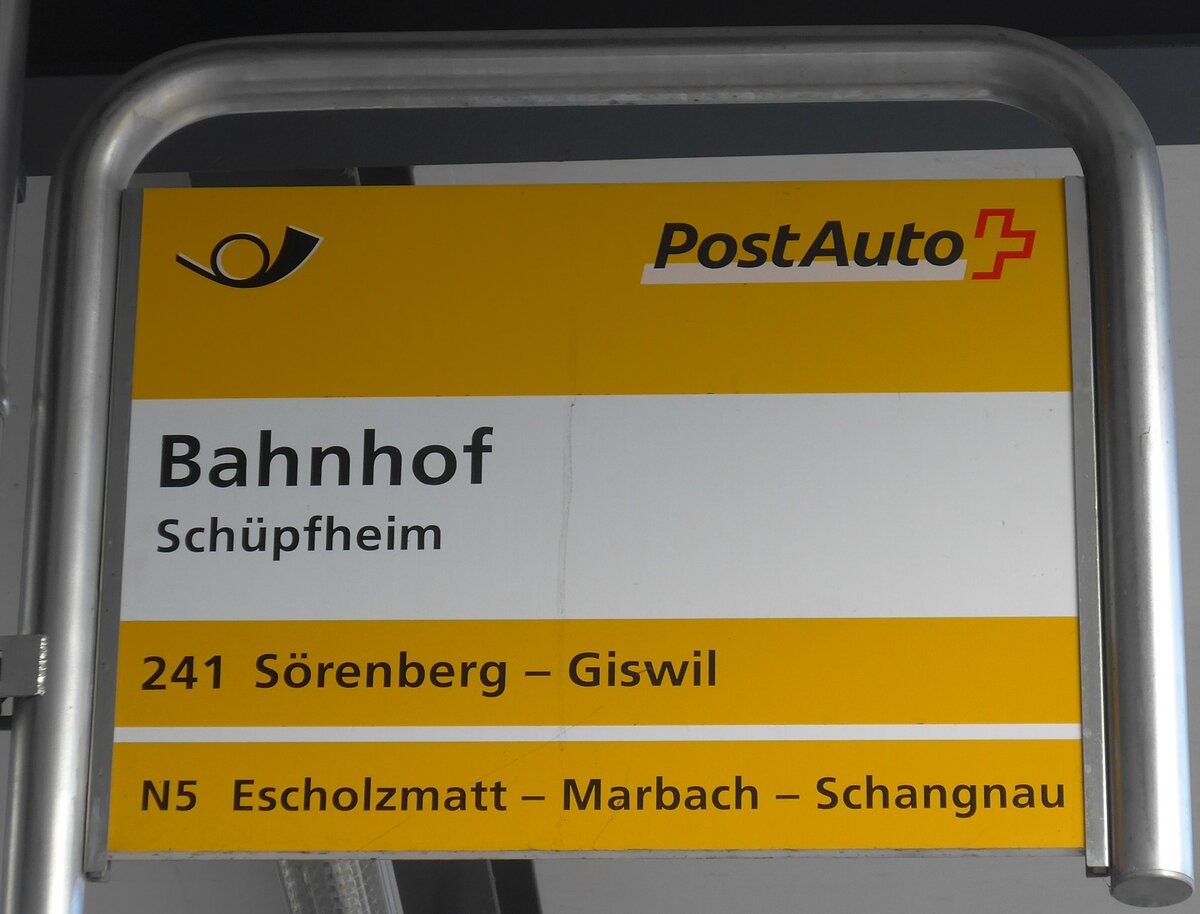 PostAuto
Bahnhof
Schüpfheim
241 Sörenberg – Giswil
N5 Escholzmatt – Marbach – Schangnau